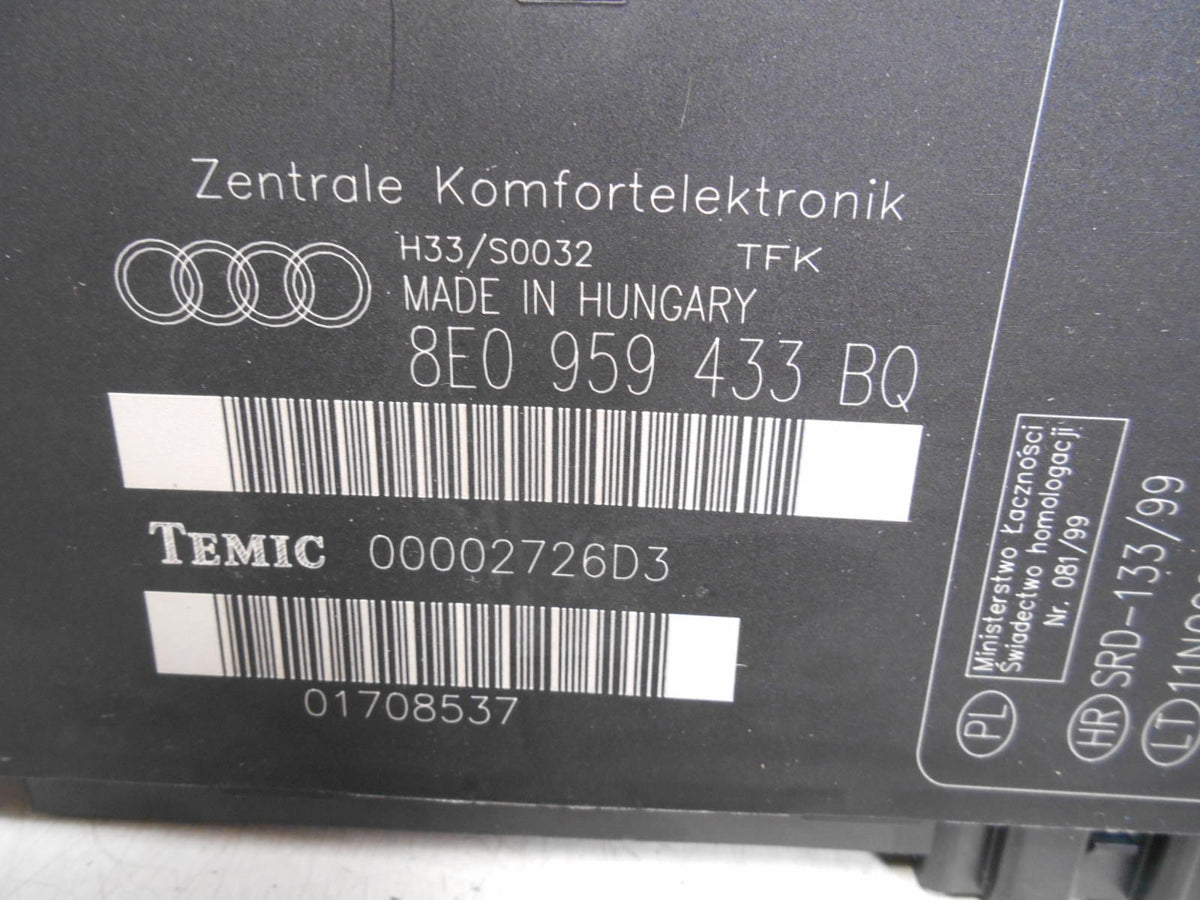 Zentrale Komfortelektronik
H33/S0032 TFK
MADE IN HUNGARY
8E0 959 433 BQ
TEMIC 00002726D3
01708537
Ministerstwo Łączności
Świadectwo homologacji
Nr. 081/99
PL
HR SRD-133/99
LT